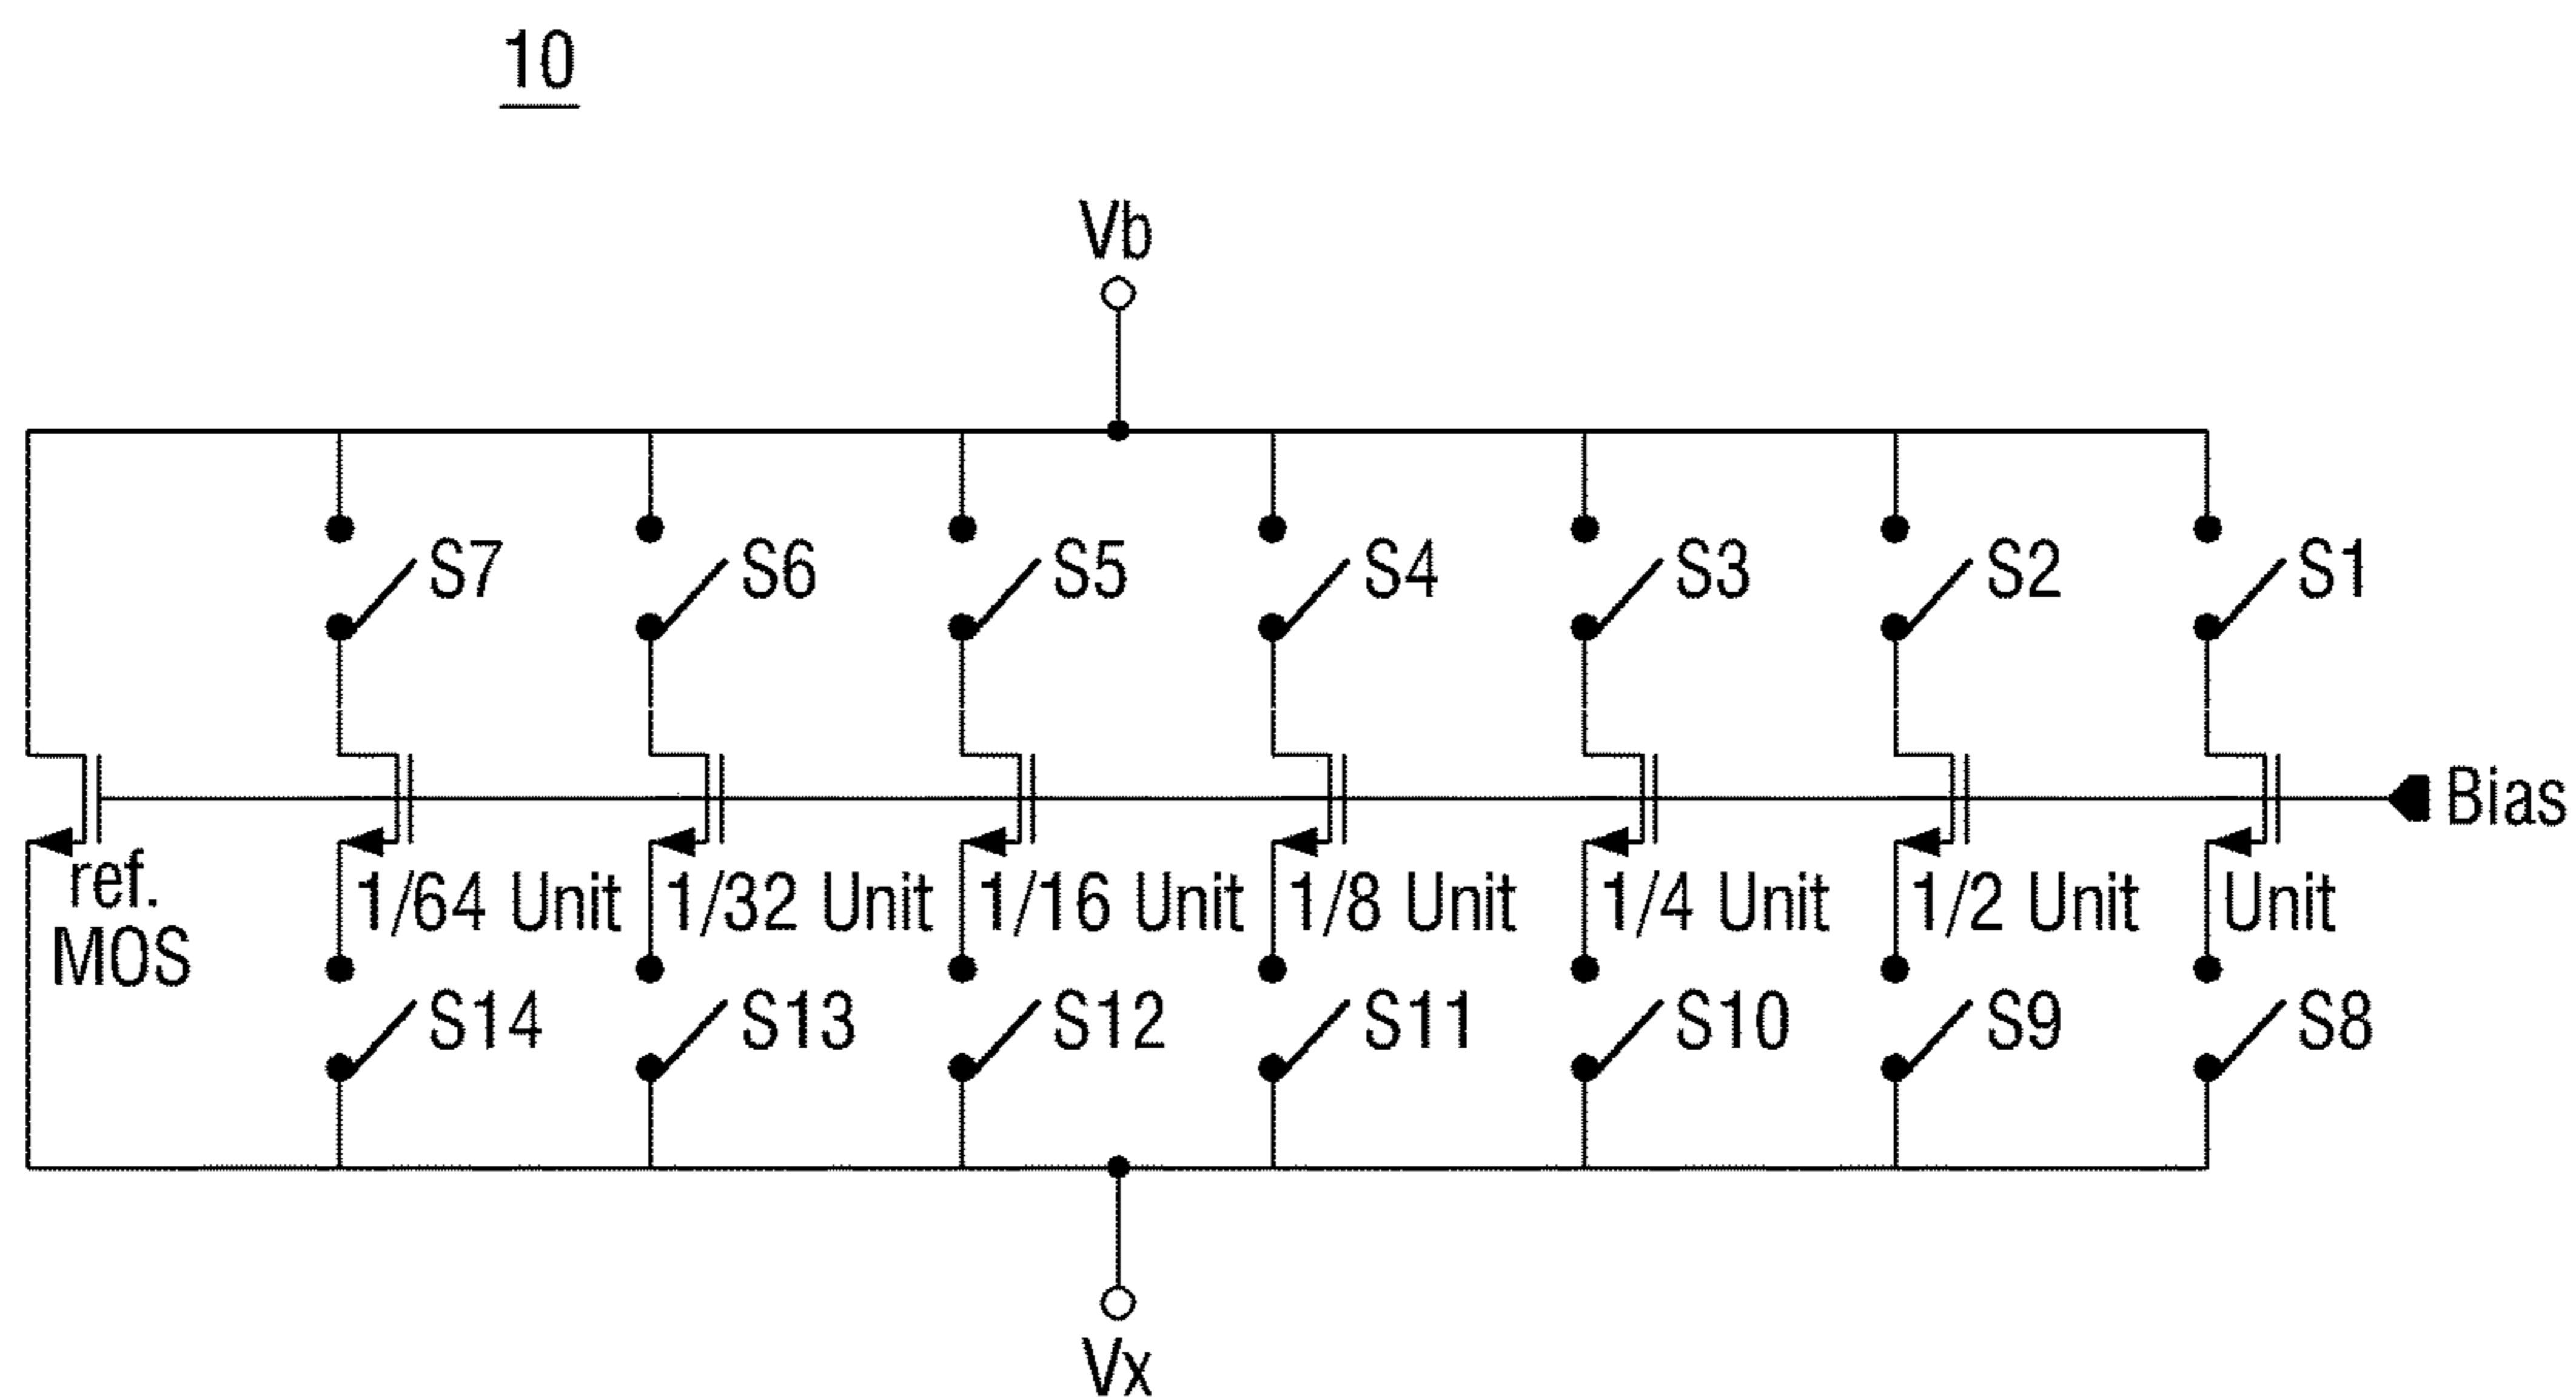 10
Vb
S7 S6 S5 S4 S3 S2 S1
Bias
ref.
MOS
1/64 Unit 1/32 Unit 1/16 Unit 1/8 Unit 1/4 Unit 1/2 Unit Unit
S14 S13 S12 S11 S10 S9 S8
Vx